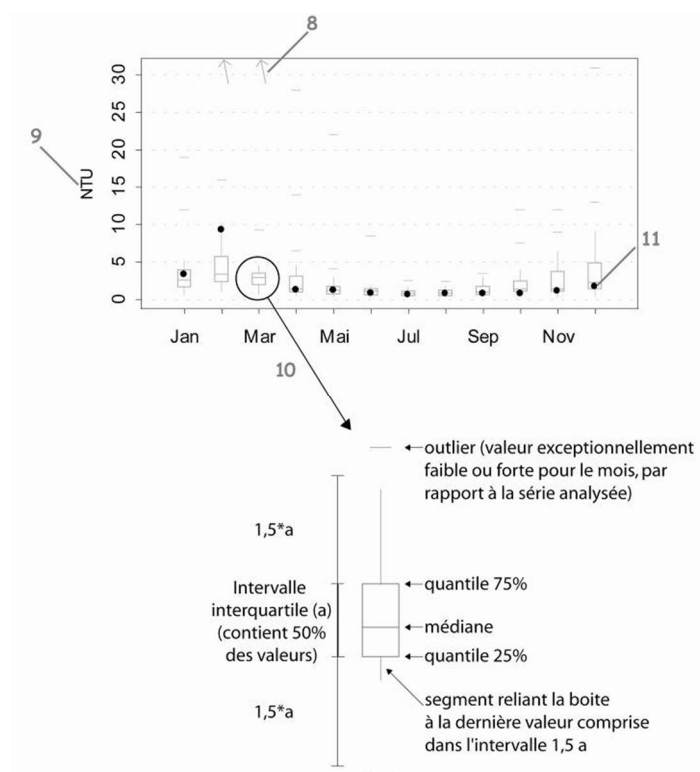 8
30
25
20
15
10
5
0
9
NTU
11
Jan
Mar
Mai
Jul
Sep
Nov
10
outlier (valeur exceptionnellement
faible ou forte pour le mois, par
rapport à la série analysée)
1,5*a
quantile 75%
Intervalle
interquartile (a)
(contient 50%
des valeurs)
médiane
quantile 25%
1,5*a
segment reliant la boite
à la dernière valeur comprise
dans l'intervalle 1,5 a